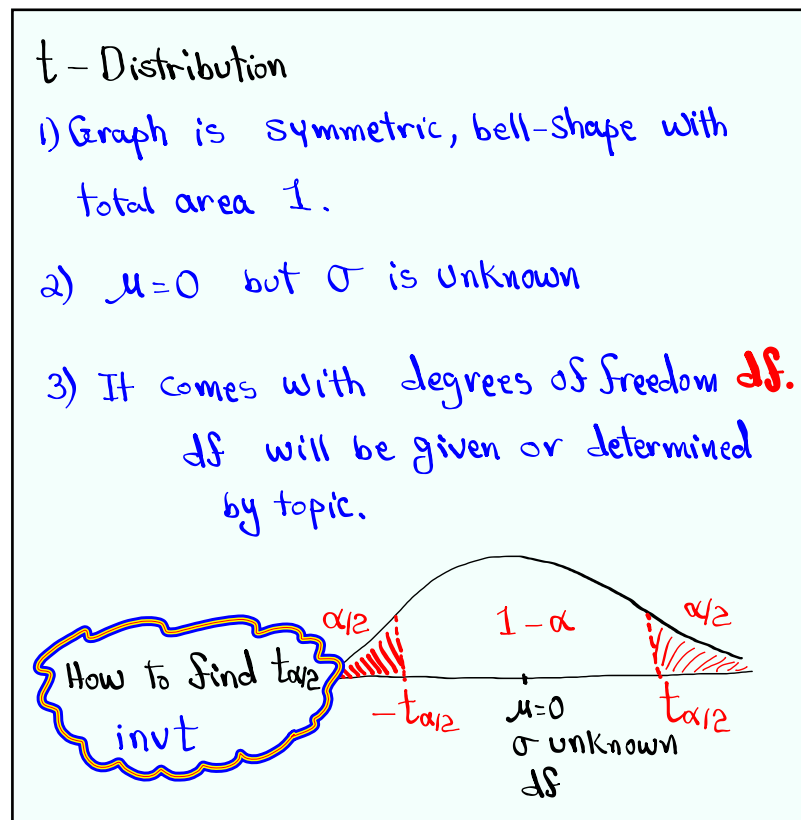 t - Distribution
1) Graph is symmetric, bell-shape with
total area 1.
2) μ=0 but σ is unknown
3) It comes with degrees of freedom df.
df will be given or determined
by topic.
α/2 1-α α/2
How to find tα/2
invt
-tα/2 μ=0 tα/2
σ unknown
df